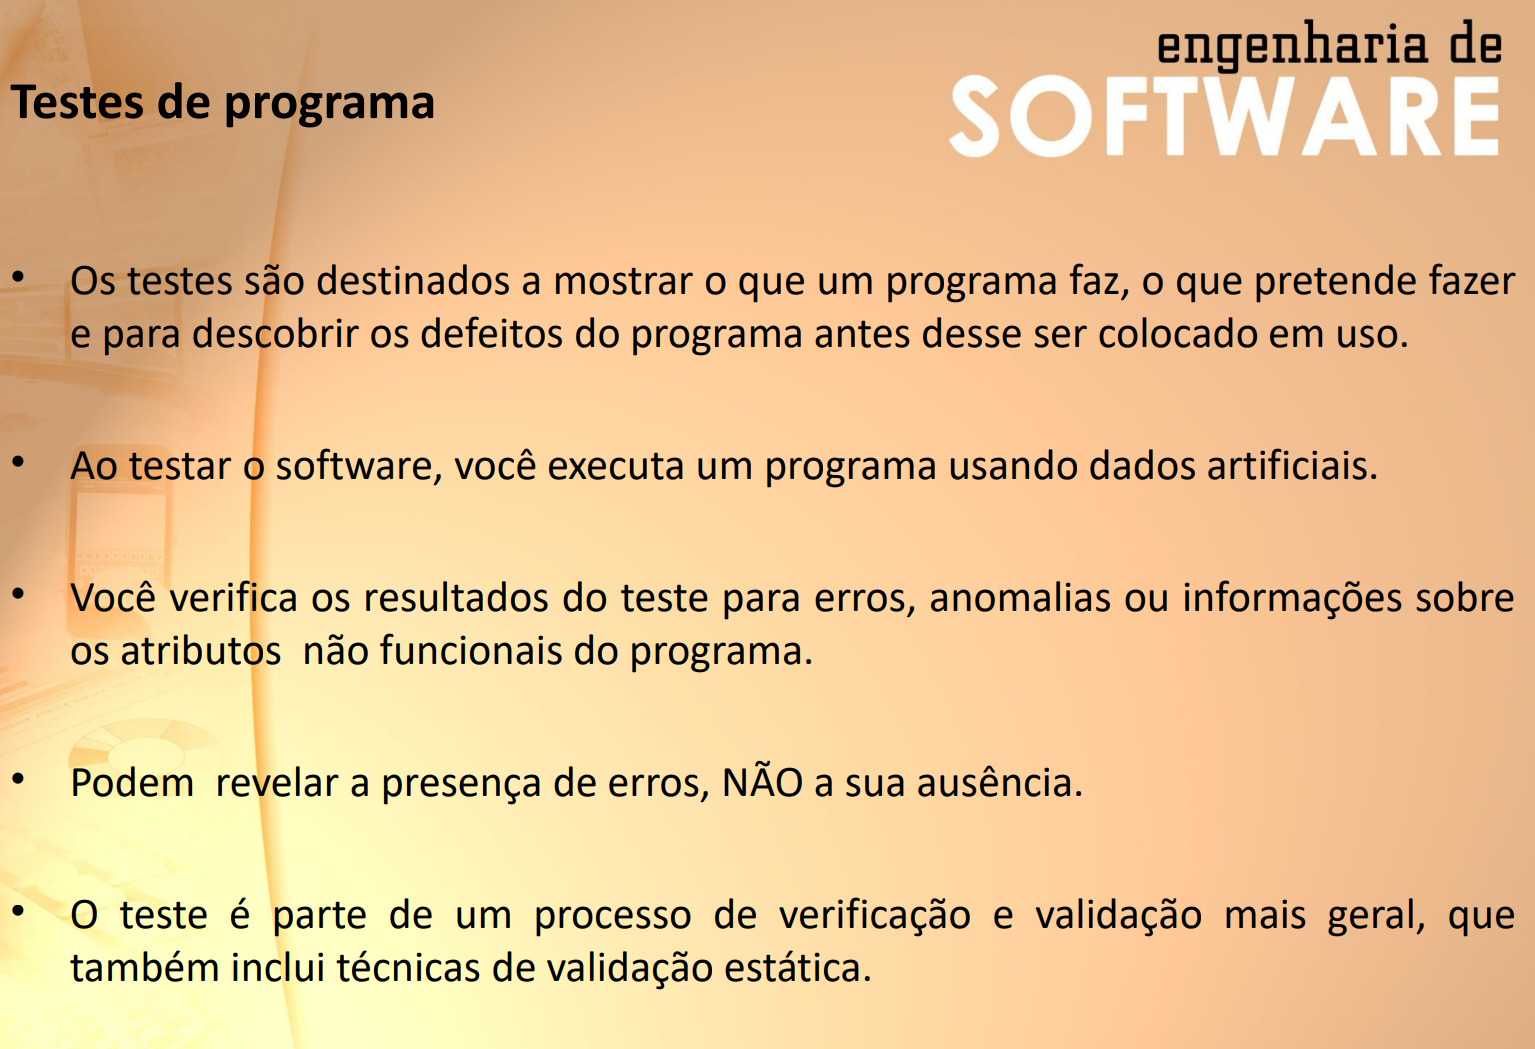 engenharia de
SOFTWARE
Testes de programa
• Os testes são destinados a mostrar o que um programa faz, o que pretende fazer
e para descobrir os defeitos do programa antes desse ser colocado em uso.
• Ao testar o software, você executa um programa usando dados artificiais.
• Você verifica os resultados do teste para erros, anomalias ou informações sobre
os atributos  não funcionais do programa.
• Podem  revelar a presença de erros, NÃO a sua ausência.
• O teste é parte de um processo de verificação e validação mais geral, que
também inclui técnicas de validação estática.